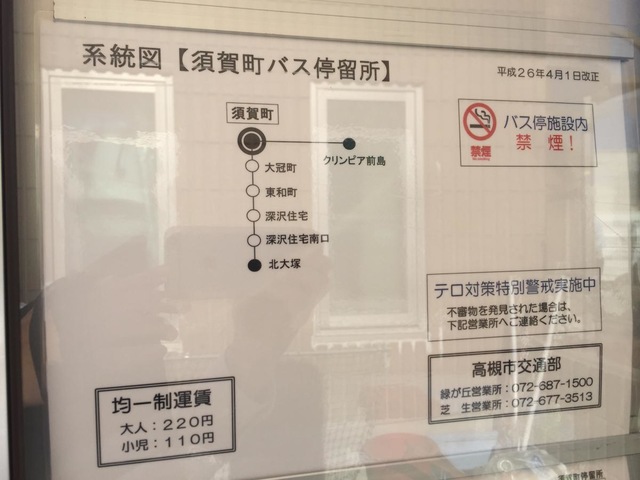 系統図【須賀町バス停留所】
平成26年4月1日改正
須賀町
クリンピア前島
大冠町
東和町
深沢住宅
深沢住宅南口
北大塚
禁煙
バス停施設内
禁煙！
テロ対策特別警戒実施中
不審物を発見された場合は、
下記営業所へご連絡ください。
高槻市交通部
緑が丘営業所：072-687-1500
芝生営業所：072-677-3513
均一制運賃
大人：220円
小児：110円
須賀町停留所